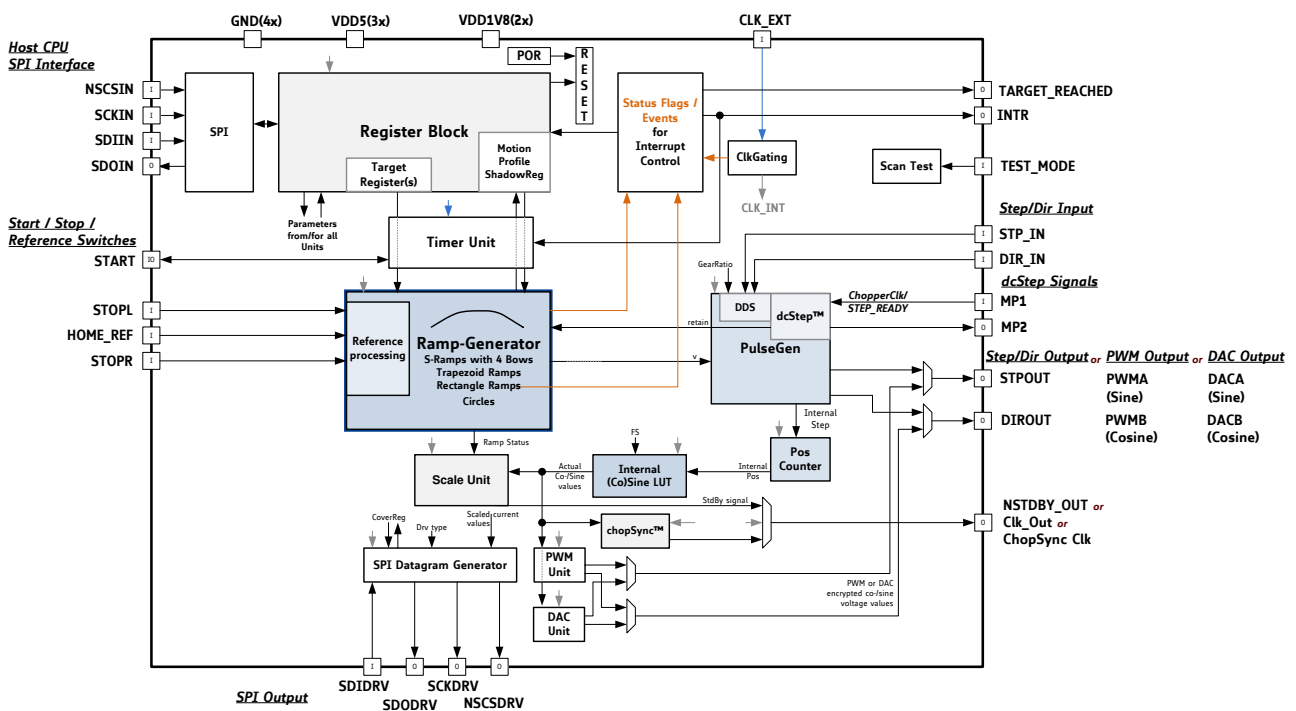 GND(4x)
VDD5(3x)
VDD1V8(2x)
CLK_EXT
Host CPU
SPI Interface
NSCSIN
SCKIN
SDIIN
SDOIN
I
I
I
O
SPI
Register Block
Target
Register(s)
Motion
Profile
ShadowReg
POR
R
E
S
E
T
Status Flags /
Events
for
Interrupt
Control
I
ClkGating
CLK_INT
Scan Test
O
TARGET_REACHED
O
INTR
I
TEST_MODE
Parameters
from/for all
Units
Timer Unit
Start / Stop /
Reference Switches
START
IO
STOPL
I
HOME_REF
I
STOPR
I
Reference
processing
Ramp-Generator
S-Ramps with 4 Bows
Trapezoid Ramps
Rectangle Ramps
Circles
Step/Dir Input
I
STP_IN
I
DIR_IN
dcStep Signals
I
MP1
O
MP2
GearRatio
DDS
dcStep™
PulseGen
ChopperClk/
STEP_READY
retain
v
Step/Dir Output or PWM Output or DAC Output
O
STPOUT
PWMA
(Sine)
DACA
(Sine)
O
DIROUT
PWMB
(Cosine)
DACB
(Cosine)
Internal
Step
Pos
Counter
Internal
Pos
FS
Internal
(Co)Sine LUT
Actual
Co-/Sine
values
Ramp Status
Scale Unit
StdBy signal
chopSync™
O
NSTDBY_OUT or
Clk_Out or
ChopSync Clk
CoverReg
Drv type
Scaled current
values
SPI Datagram Generator
PWM
Unit
DAC
Unit
PWM or DAC
encrypted co-/sine
voltage values
I
O
O
O
SDIDRV
SDODRV
SCKDRV
NSCSDRV
SPI Output